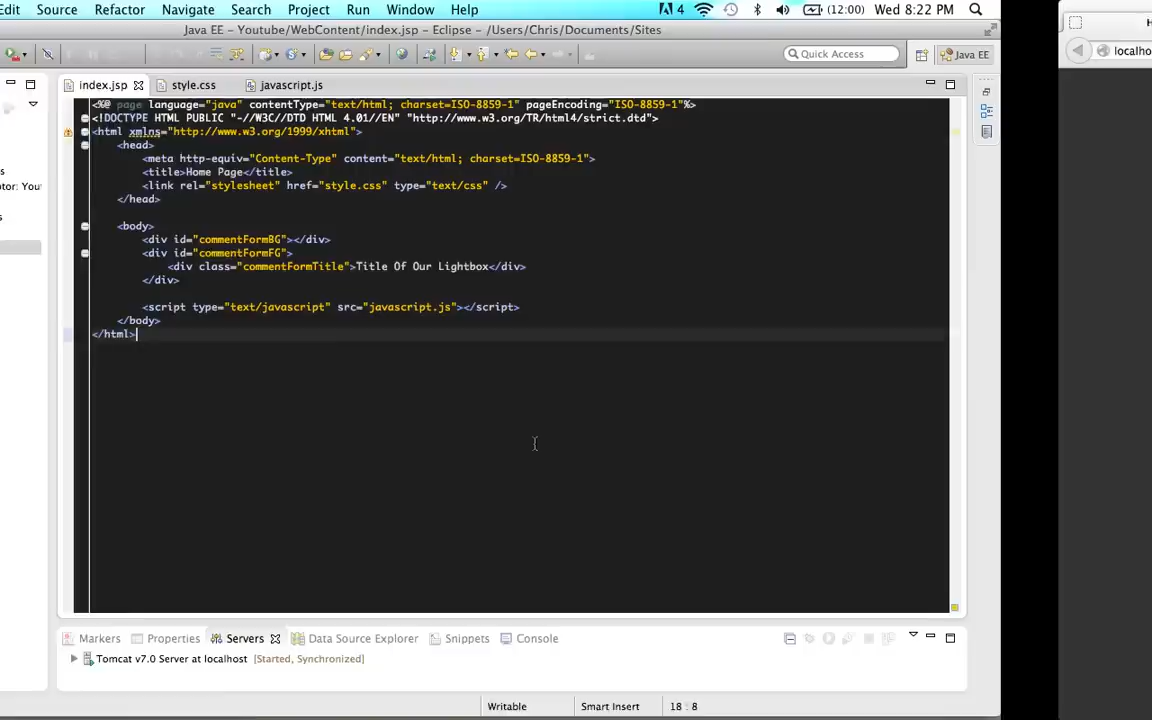 Edit Source Refactor Navigate Search Project Run Window Help 4 (12:00) Wed 8:22 PM
Java EE - Youtube/WebContent/index.jsp - Eclipse - /Users/Chris/Documents/Sites
Quick Access Java EE
localho
index.jsp style.css javascript.js
<%@ page language="java" contentType="text/html; charset=ISO-8859-1" pageEncoding="ISO-8859-1"%>
<!DOCTYPE HTML PUBLIC "-//W3C//DTD HTML 4.01//EN" "http://www.w3.org/TR/html4/strict.dtd">
<html xmlns="http://www.w3.org/1999/xhtml">
<head>
<meta http-equiv="Content-Type" content="text/html; charset=ISO-8859-1">
<title>Home Page</title>
<link rel="stylesheet" href="style.css" type="text/css" />
</head>
<body>
<div id="commentFormBG"></div>
<div id="commentFormFG">
<div class="commentFormTitle">Title Of Our Lightbox</div>
</div>
<script type="text/javascript" src="javascript.js"></script>
</body>
</html>
tor: You
Markers Properties Servers Data Source Explorer Snippets Console
Tomcat v7.0 Server at localhost [Started, Synchronized]
Writable Smart Insert 18 : 8